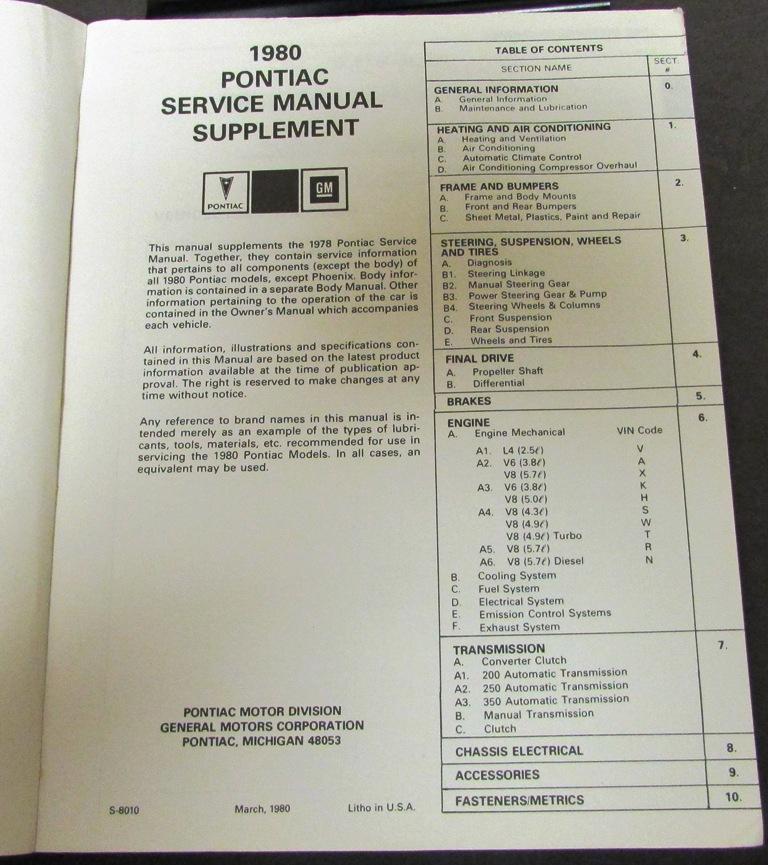 1980
PONTIAC
SERVICE MANUAL
SUPPLEMENT
PONTIAC
GM
This manual supplements the 1978 Pontiac Service
Manual. Together, they contain service information
that pertains to all components (except the body) of
all 1980 Pontiac models, except Phoenix. Body infor-
mation is contained in a separate Body Manual. Other
information pertaining to the operation of the car is
contained in the Owner's Manual which accompanies
each vehicle.
All information, illustrations and specifications con-
tained in this Manual are based on the latest product
information available at the time of publication ap-
proval. The right is reserved to make changes at any
time without notice.
Any reference to brand names in this manual is in-
tended merely as an example of the types of lubri-
cants, tools, materials, etc. recommended for use in
servicing the 1980 Pontiac Models. In all cases, an
equivalent may be used.
PONTIAC MOTOR DIVISION
GENERAL MOTORS CORPORATION
PONTIAC, MICHIGAN 48053
S-8010 March, 1980 Litho in U.S.A.
TABLE OF CONTENTS
SECTION NAME SECT. #
GENERAL INFORMATION 0.
A. General Information
B. Maintenance and Lubrication
HEATING AND AIR CONDITIONING 1.
A. Heating and Ventilation
B. Air Conditioning
C. Automatic Climate Control
D. Air Conditioning Compressor Overhaul
FRAME AND BUMPERS 2.
A. Frame and Body Mounts
B. Front and Rear Bumpers
C. Sheet Metal, Plastics, Paint and Repair
STEERING, SUSPENSION, WHEELS 3.
AND TIRES
A. Diagnosis
B1. Steering Linkage
B2. Manual Steering Gear
B3. Power Steering Gear & Pump
B4. Steering Wheels & Columns
C. Front Suspension
D. Rear Suspension
E. Wheels and Tires
FINAL DRIVE 4.
A. Propeller Shaft
B. Differential
BRAKES 5.
ENGINE 6.
A. Engine Mechanical VIN Code
A1. L4 (2.5ℓ) V
A2. V6 (3.8ℓ) A
V8 (5.7ℓ) X
A3. V6 (3.8ℓ) K
V8 (5.0ℓ) H
A4. V8 (4.3ℓ) S
V8 (4.9ℓ) W
V8 (4.9ℓ) Turbo T
A5. V8 (5.7ℓ) R
A6. V8 (5.7ℓ) Diesel N
B. Cooling System
C. Fuel System
D. Electrical System
E. Emission Control Systems
F. Exhaust System
TRANSMISSION 7.
A. Converter Clutch
A1. 200 Automatic Transmission
A2. 250 Automatic Transmission
A3. 350 Automatic Transmission
B. Manual Transmission
C. Clutch
CHASSIS ELECTRICAL 8.
ACCESSORIES 9.
FASTENERS/METRICS 10.